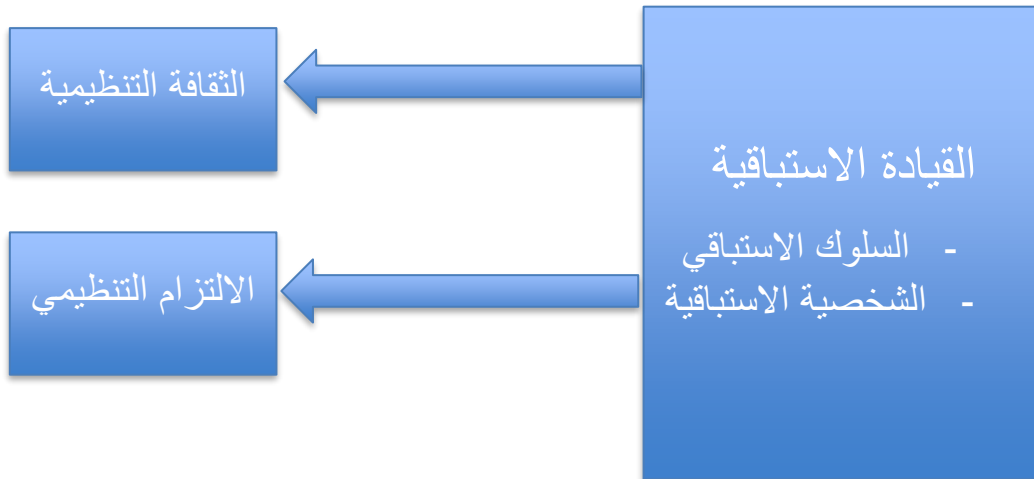 القيادة الاستباقية
- السلوك الاستباقي
- الشخصية الاستباقية
الثقافة التنظيمية
الالتزام التنظيمي